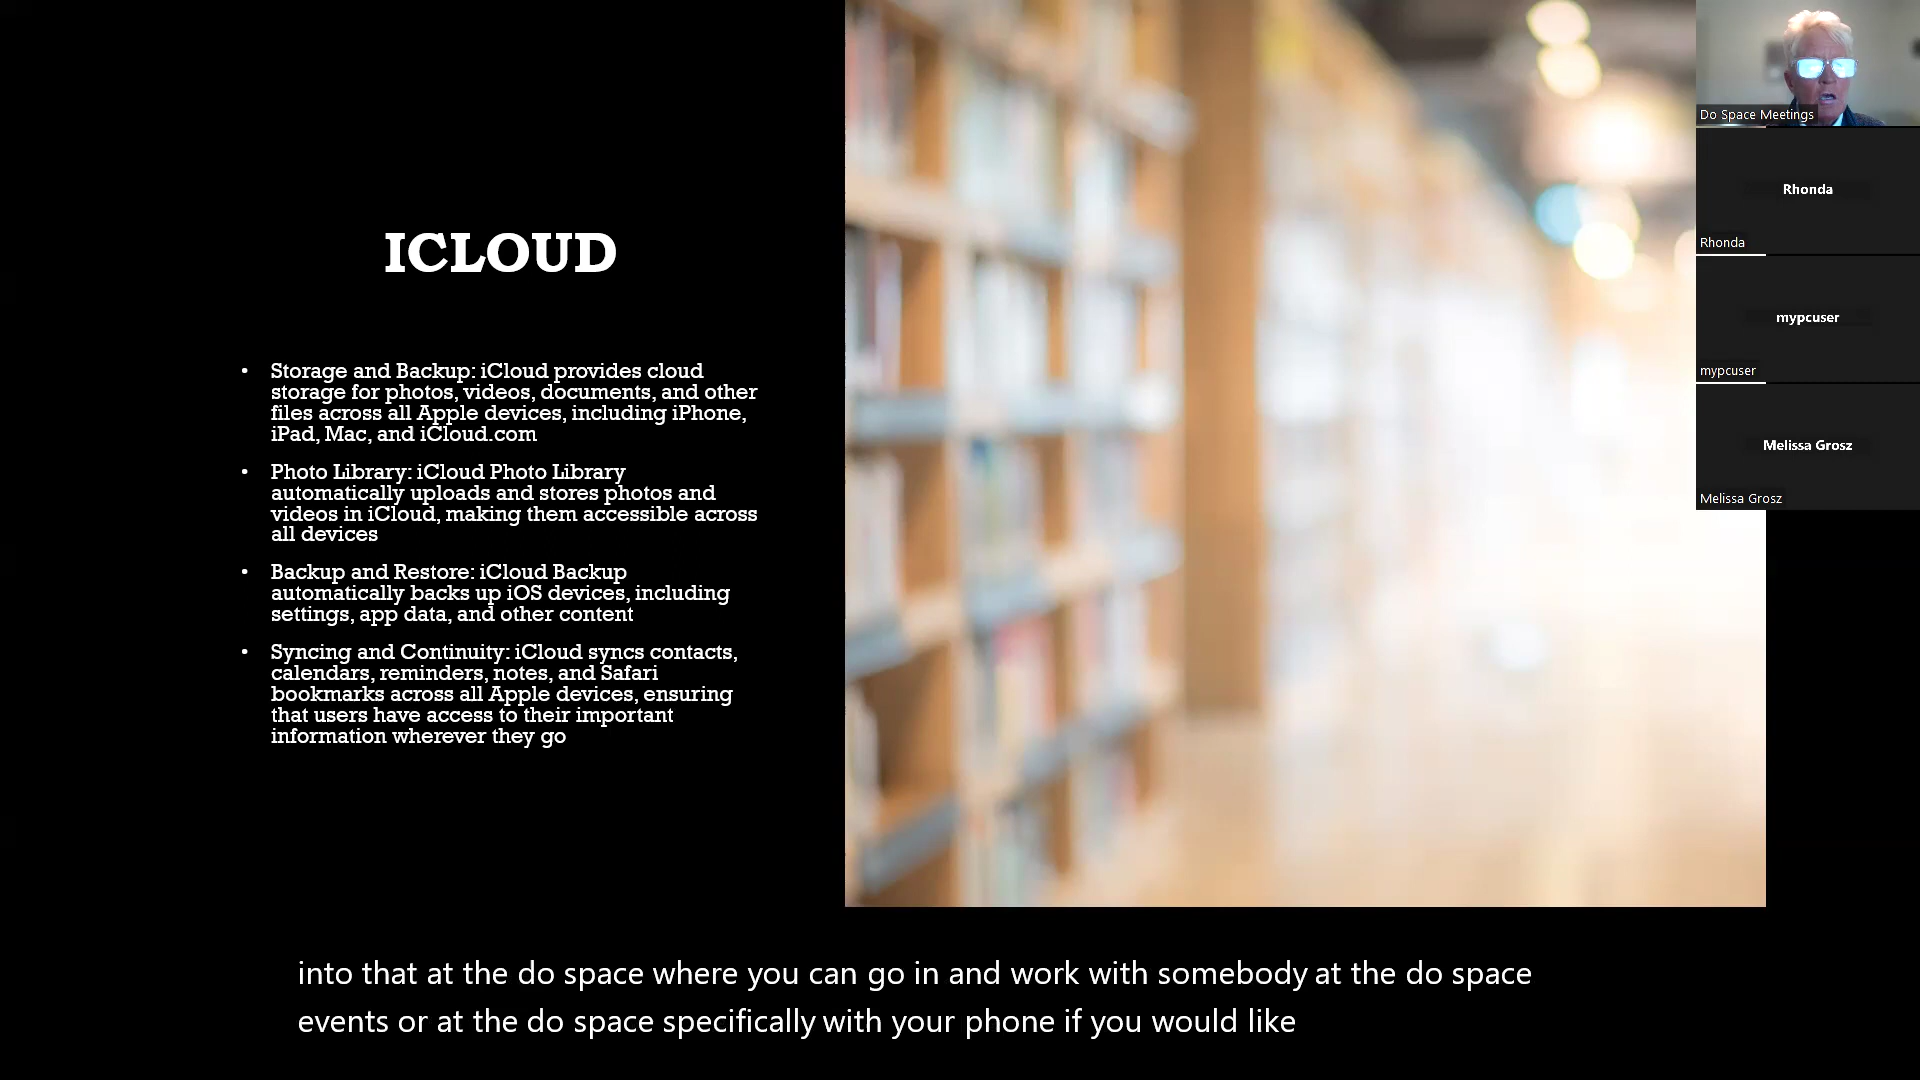 ICLOUD
• Storage and Backup: iCloud provides cloud
storage for photos, videos, documents, and other
files across all Apple devices, including iPhone,
iPad, Mac, and iCloud.com
• Photo Library: iCloud Photo Library
automatically uploads and stores photos and
videos in iCloud, making them accessible across
all devices
• Backup and Restore: iCloud Backup
automatically backs up iOS devices, including
settings, app data, and other content
• Syncing and Continuity: iCloud syncs contacts,
calendars, reminders, notes, and Safari
bookmarks across all Apple devices, ensuring
that users have access to their important
information wherever they go
Do Space Meetings
Rhonda
Rhonda
mypcuser
mypcuser
Melissa Grosz
Melissa Grosz
into that at the do space where you can go in and work with somebody at the do space
events or at the do space specifically with your phone if you would like